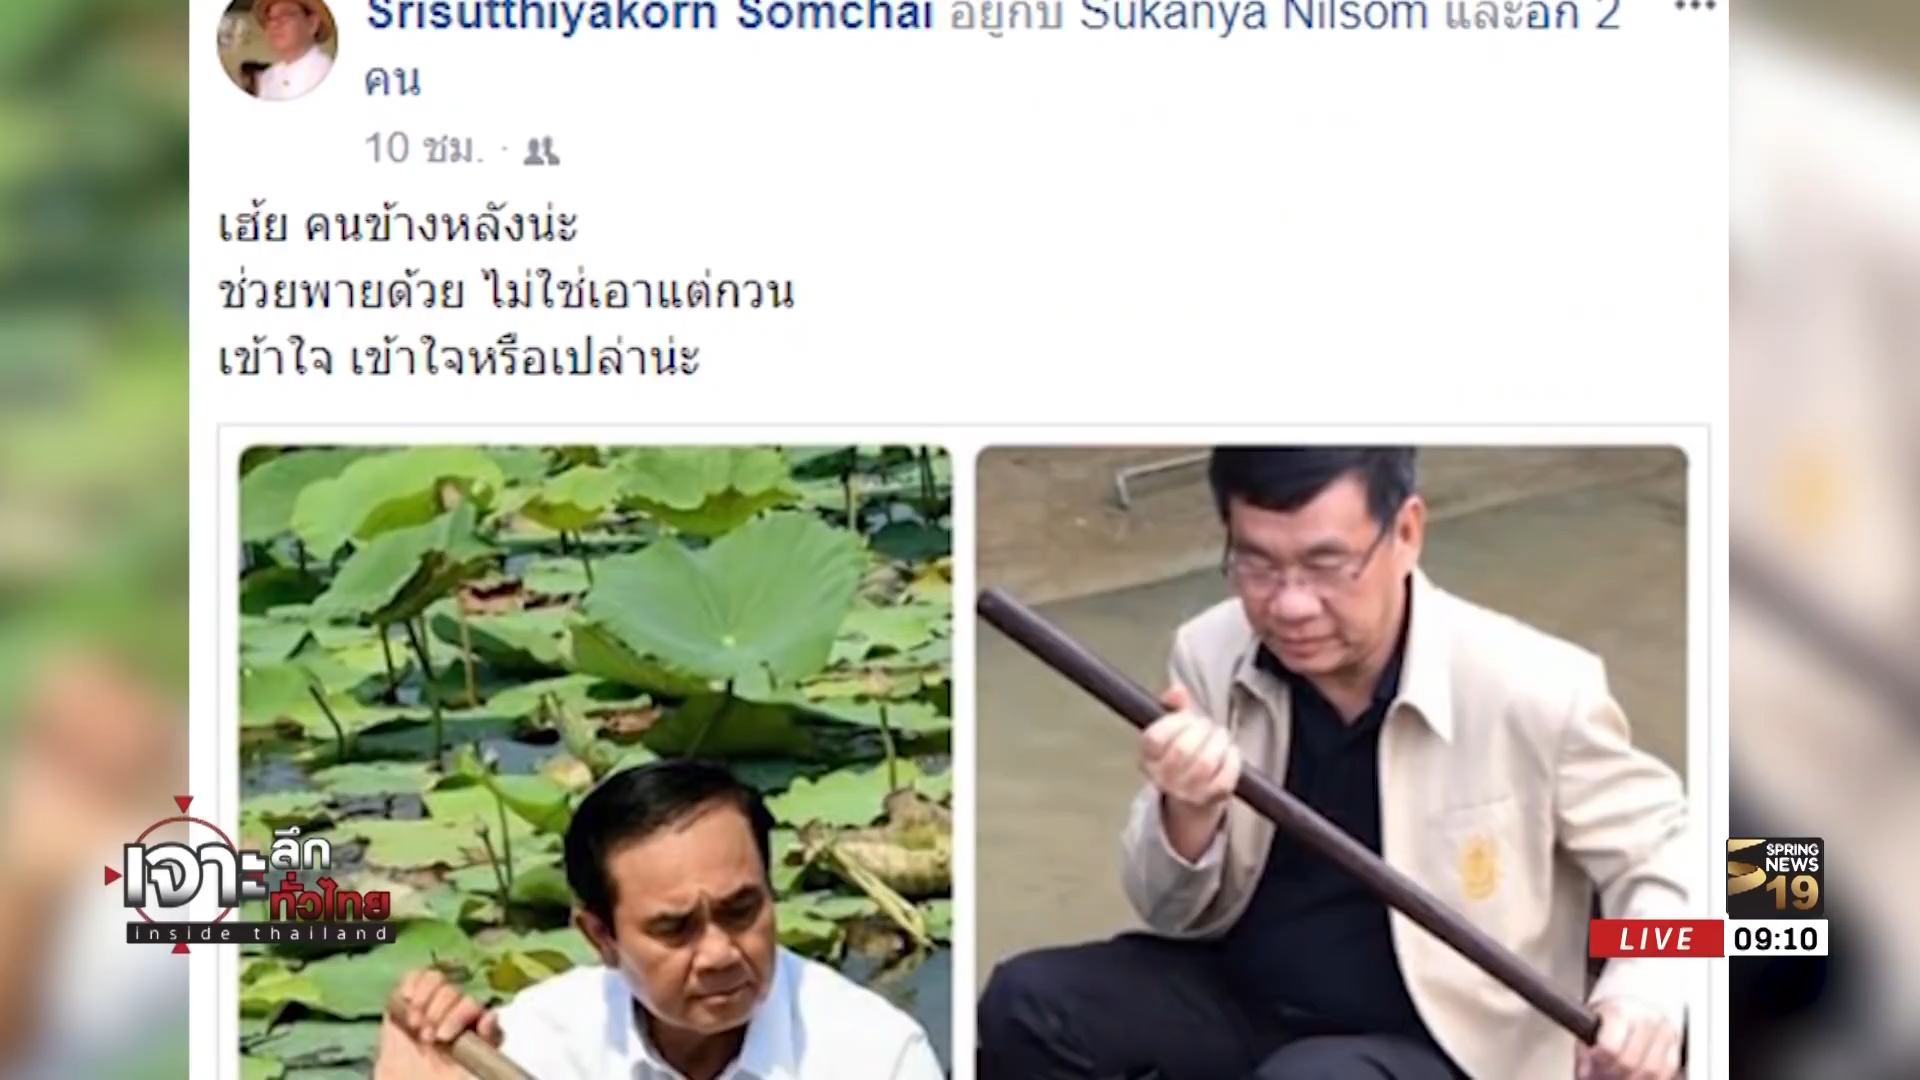 Srisutthiyakorn Somchai อยู่กับ Sukanya Nilsom และอีก 2
คน
10 ชม. ·
เฮ้ย คนข้างหลังน่ะ
ช่วยพายด้วย ไม่ใช่เอาแต่กวน
เข้าใจ เข้าใจหรือเปล่าน่ะ
เจาะลึก
ทั่วไทย
inside thailand
SPRING
NEWS
19
LIVE 09:10